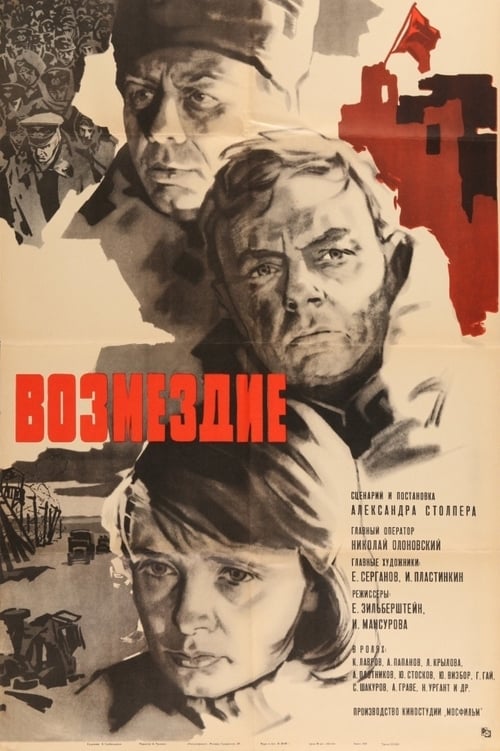 ВОЗМЕЗДИЕ
СЦЕНАРИЙ И ПОСТАНОВКА
АЛЕКСАНДРА СТОЛПЕРА
ГЛАВНЫЙ ОПЕРАТОР
НИКОЛАЙ ОЛОНОВСКИЙ
ГЛАВНЫЕ ХУДОЖНИКИ:
Е. СЕРГАНОВ, И. ПЛАСТИНКИН
РЕЖИССЕРЫ
Е. ЗИЛЬБЕРШТЕЙН,
И. МАНСУРОВА
В РОЛЯХ:
К. ЛАВРОВ, А. ПАПАНОВ, Л. КРЫЛОВА,
А. ПЛОТНИКОВ, Ю. СТОСКОВ, Ю. ВИЗБОР, Г. ГАЙ,
С. ШАКУРОВ, А. ГРАВЕ, Н. УРГАНТ И ДР.
ПРОИЗВОДСТВО КИНОСТУДИИ „МОСФИЛЬМ"